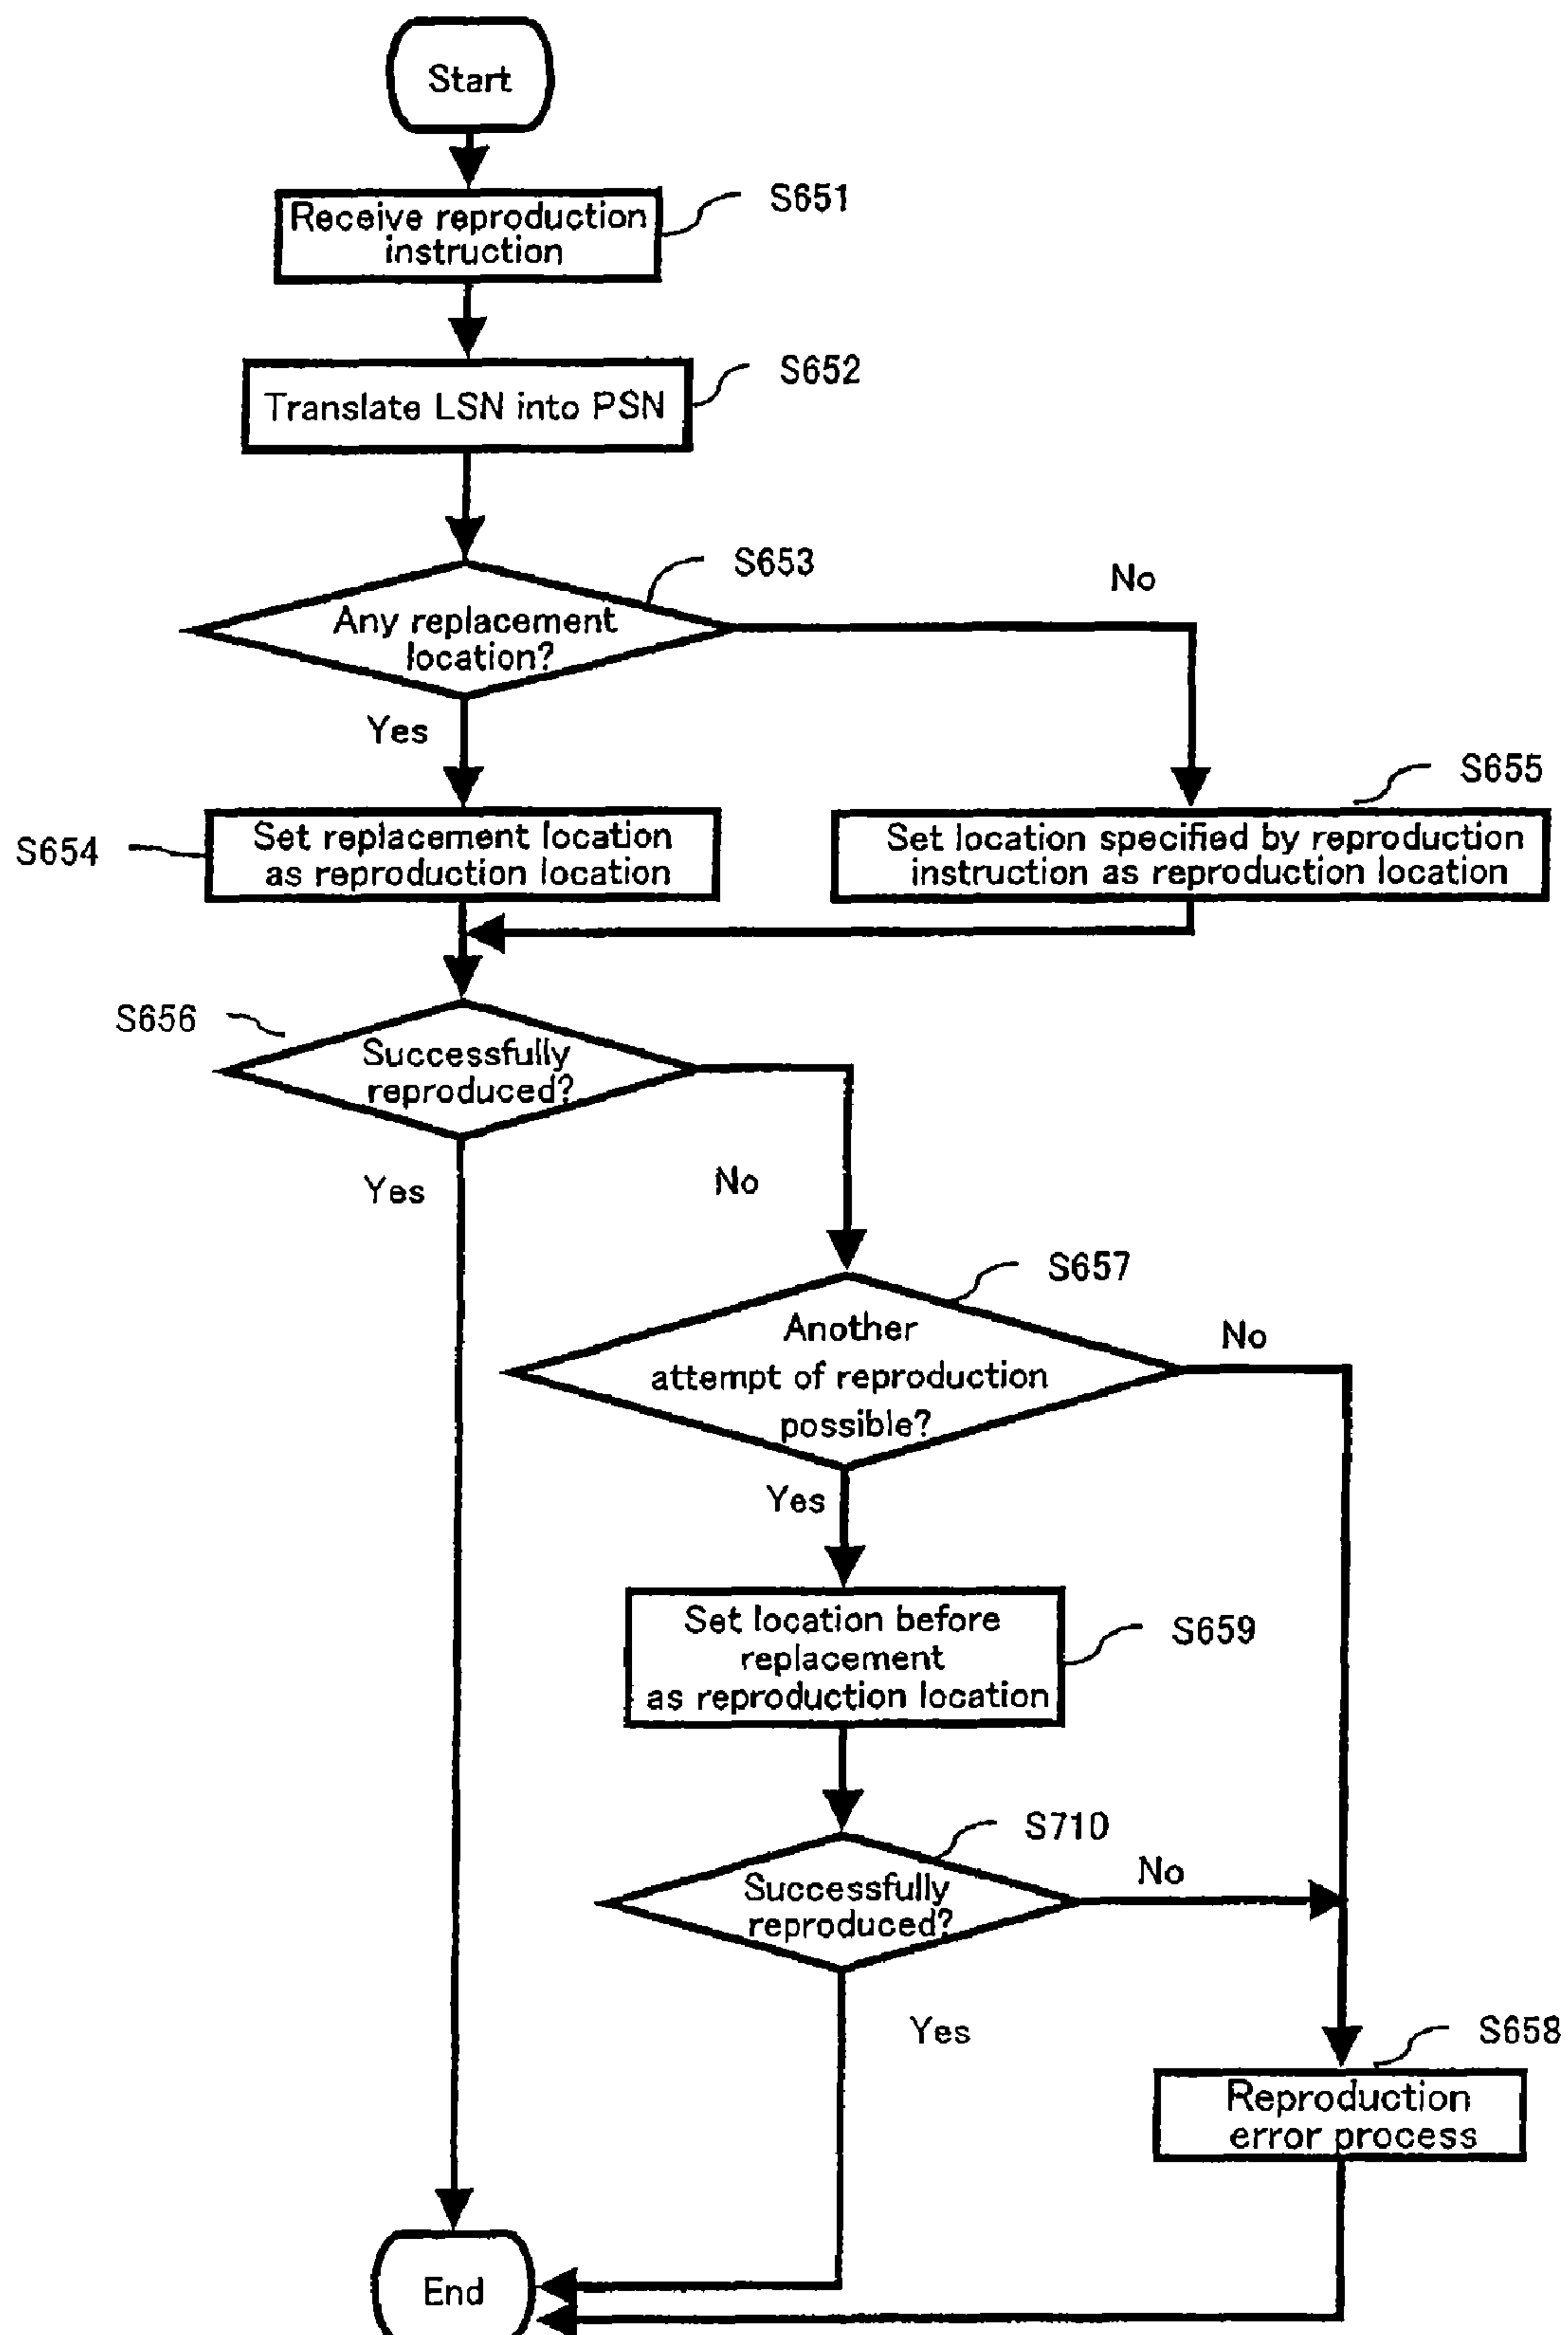 Start
S651
Receive reproduction
instruction
S652
Translate LSN into PSN
S653
No
Any replacement
location?
Yes
S655
S654
Set replacement location
as reproduction location
Set location specified by reproduction
instruction as reproduction location
S656
Successfully
reproduced?
Yes
No
S657
Another
attempt of reproduction
possible?
No
Yes
Set location before
replacement
as reproduction location
S659
S710
No
Successfully
reproduced?
Yes
S658
Reproduction
error process
End